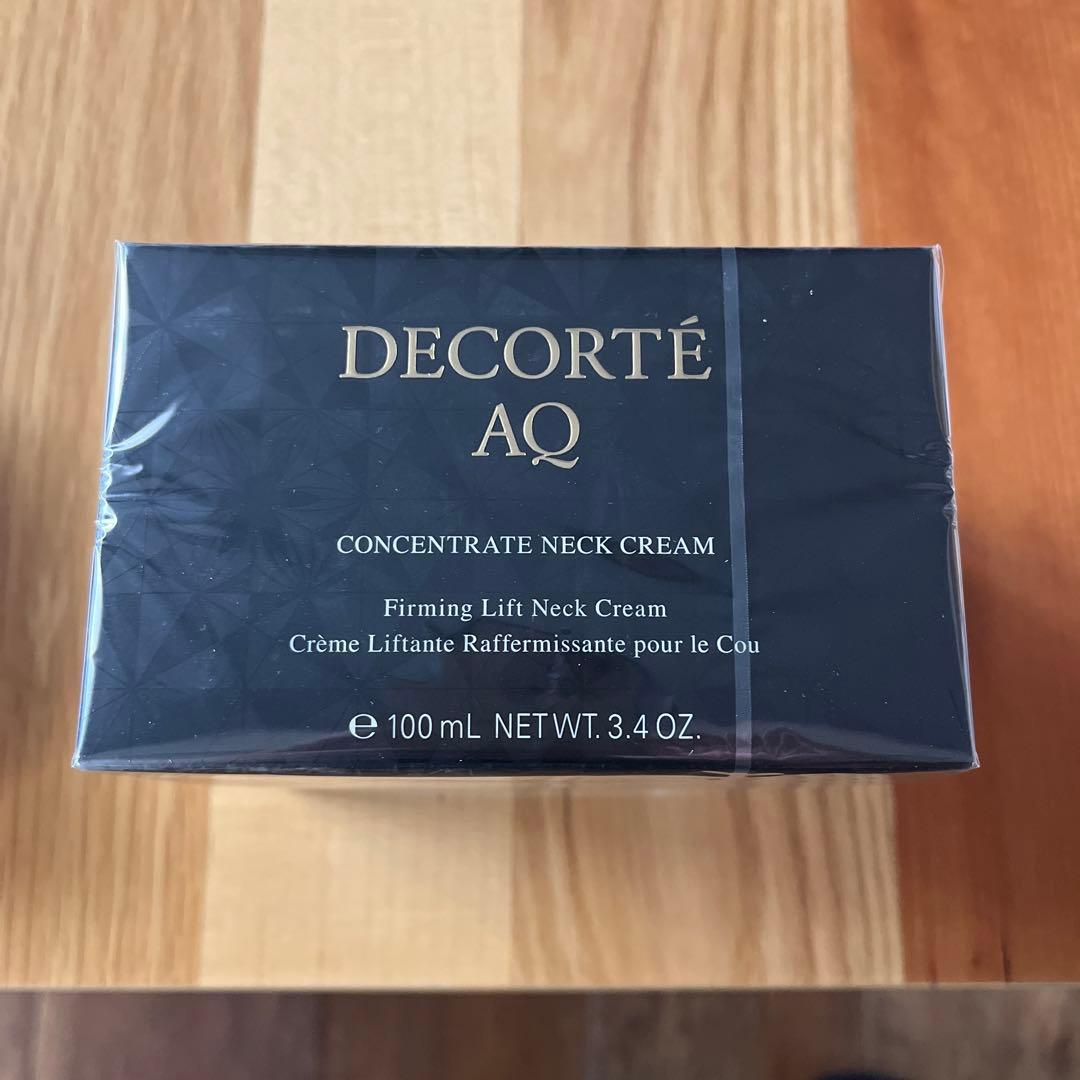 DECORTÉ
AQ
CONCENTRATE NECK CREAM
Firming Lift Neck Cream
Crème Liftante Raffermissante pour le Cou
℮ 100 mL NET WT. 3.4 OZ.